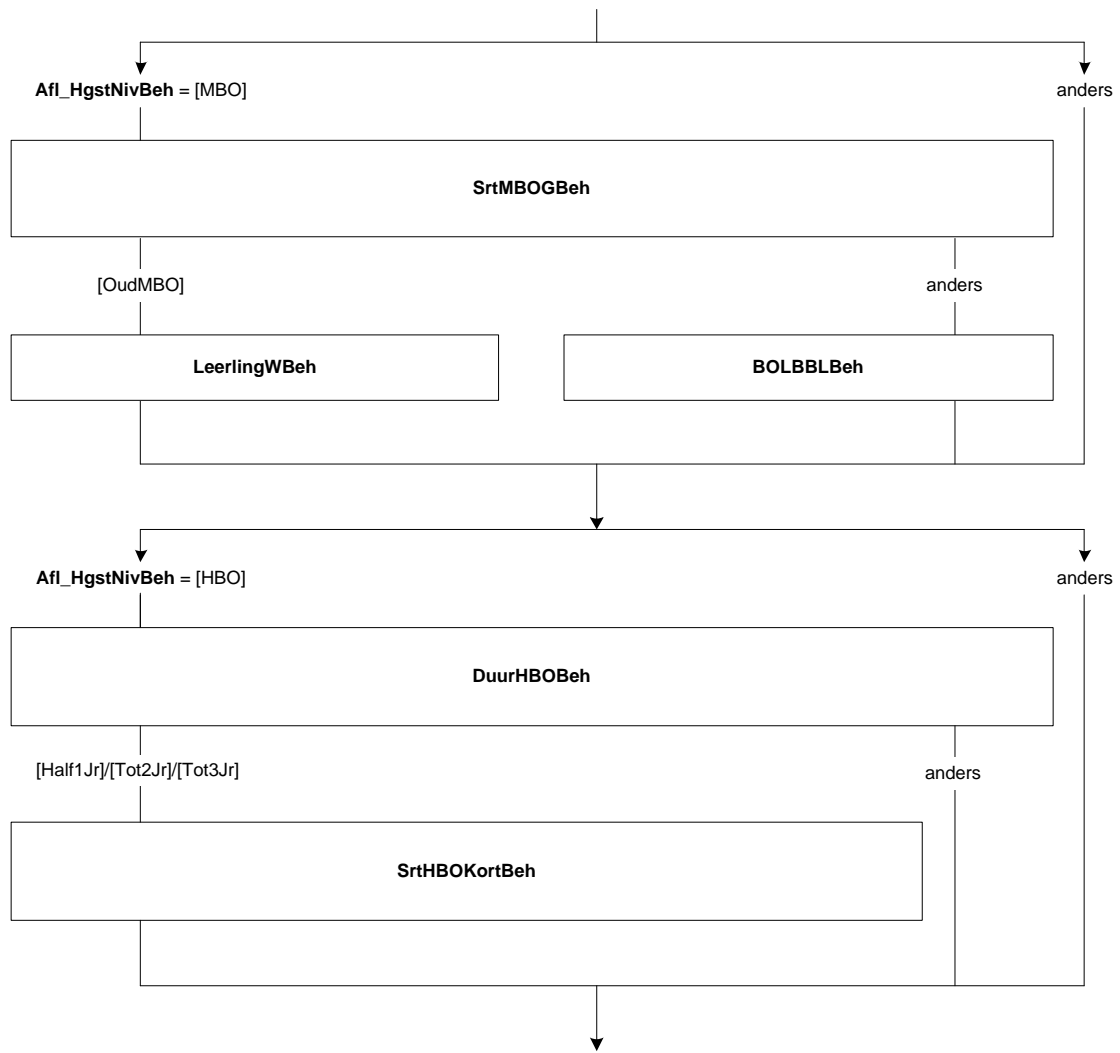 Afl_HgstNivBeh = [MBO]
anders
SrtMBOGBeh
[OudMBO]
anders
LeerlingWBeh
BOLBBLBeh
Afl_HgstNivBeh = [HBO]
anders
DuurHBOBeh
[Half1Jr]/[Tot2Jr]/[Tot3Jr]
anders
SrtHBOKortBeh